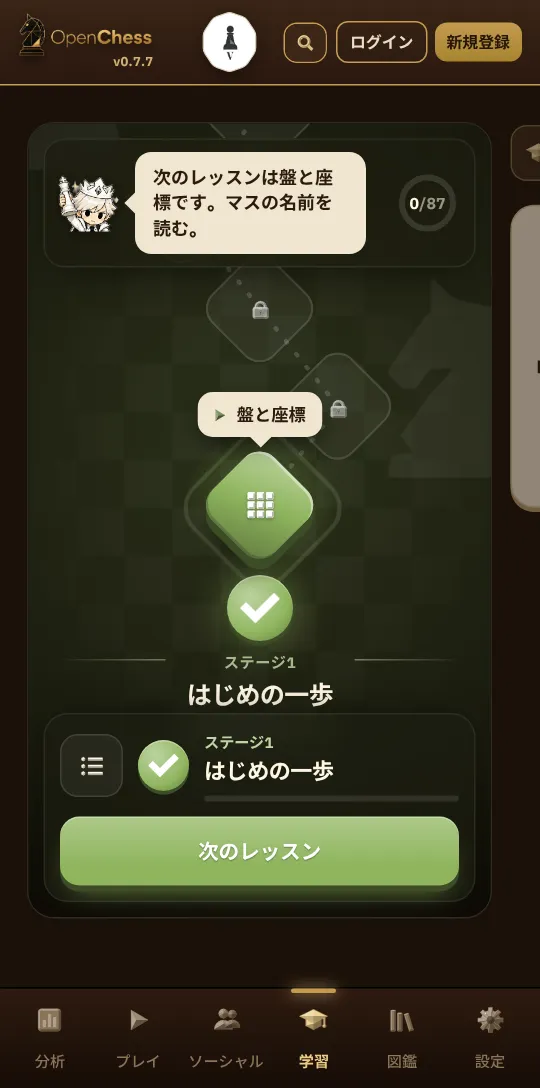 OpenChess
v0.7.7
V
ログイン
新規登録
次のレッスンは盤と座
標です。マスの名前を
読む。
0/87
盤と座標
ステージ1
はじめの一歩
ステージ1
はじめの一歩
次のレッスン
分析
プレイ
ソーシャル
学習
図鑑
設定